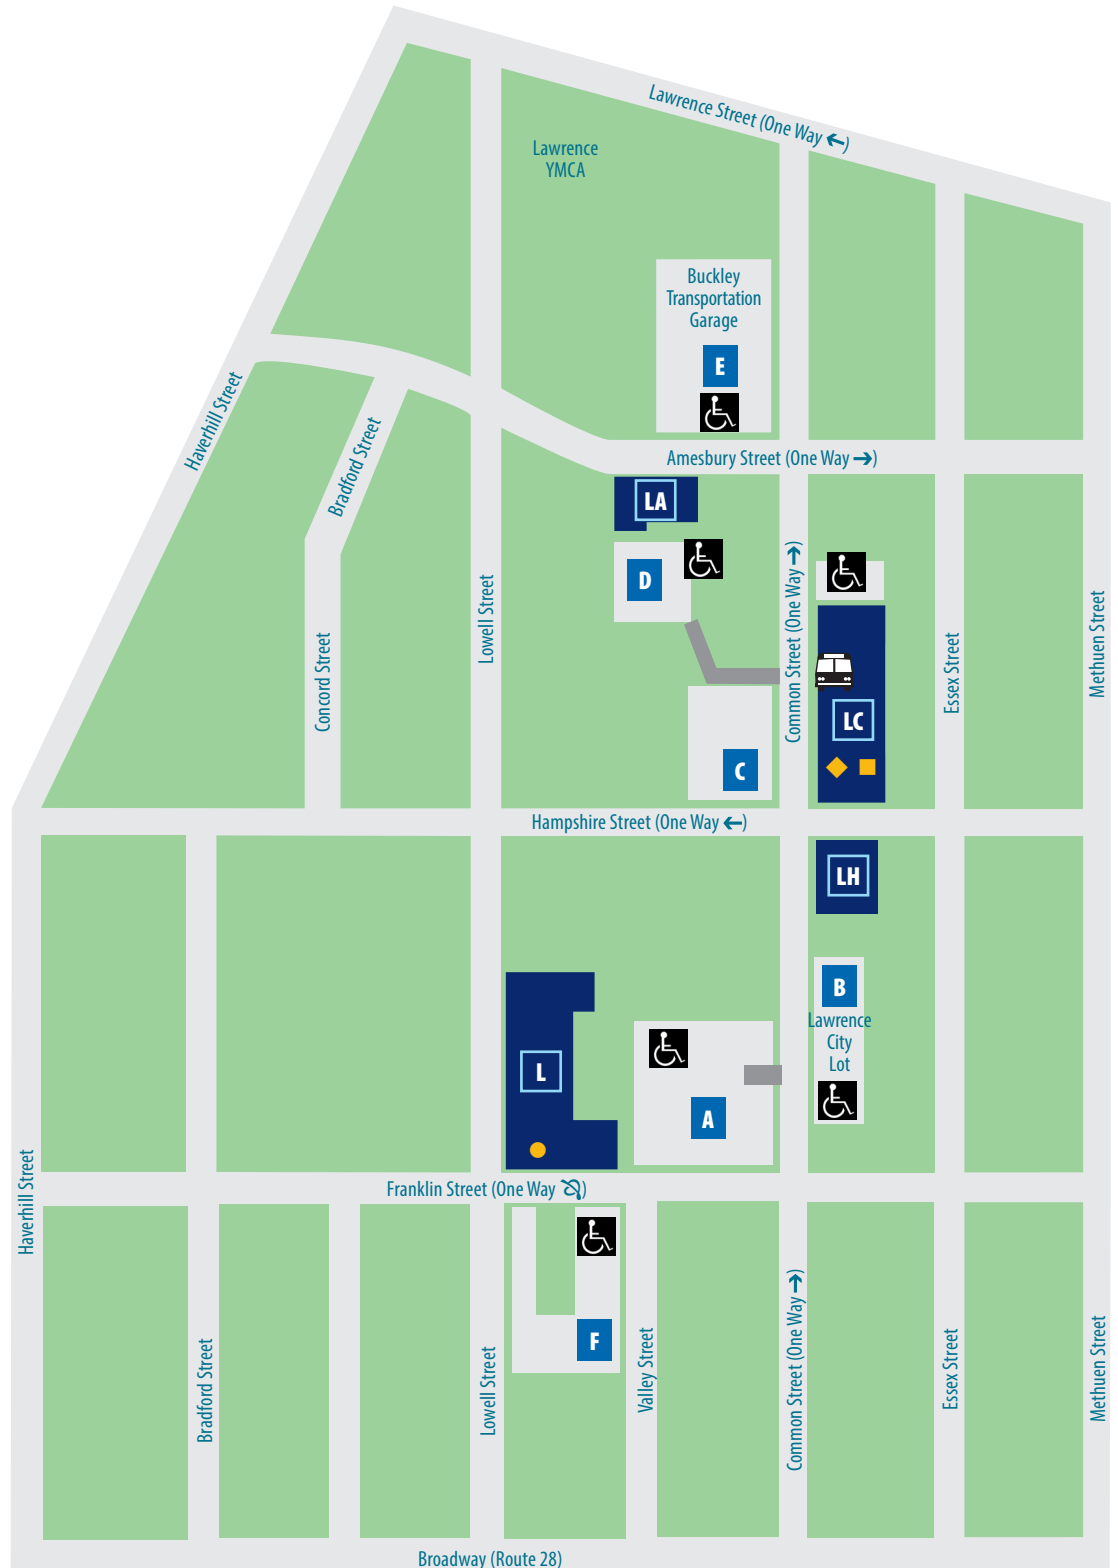 Lawrence Street (One Way ←)
Lawrence
YMCA
Buckley
Transportation
Garage
E
Haverhill Street
Bradford Street
Amesbury Street (One Way →)
LA
D
Lowell Street
Concord Street
Common Street (One Way →)
Essex Street
Methuen Street
LC
C
Hampshire Street (One Way ←)
LH
B
Lawrence
City
Lot
L
A
Haverhill Street
Franklin Street (One Way )
F
Bradford Street
Lowell Street
Valley Street
Common Street (One Way →)
Essex Street
Methuen Street
Broadway (Route 28)